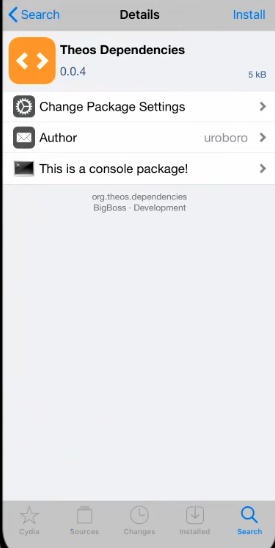 Search
Details
Install
Theos Dependencies
0.0.4
5 kB
Change Package Settings
Author
uroboro
This is a console package!
org.theos.dependencies
BigBoss · Development
Cydia
Sources
Changes
Installed
Search